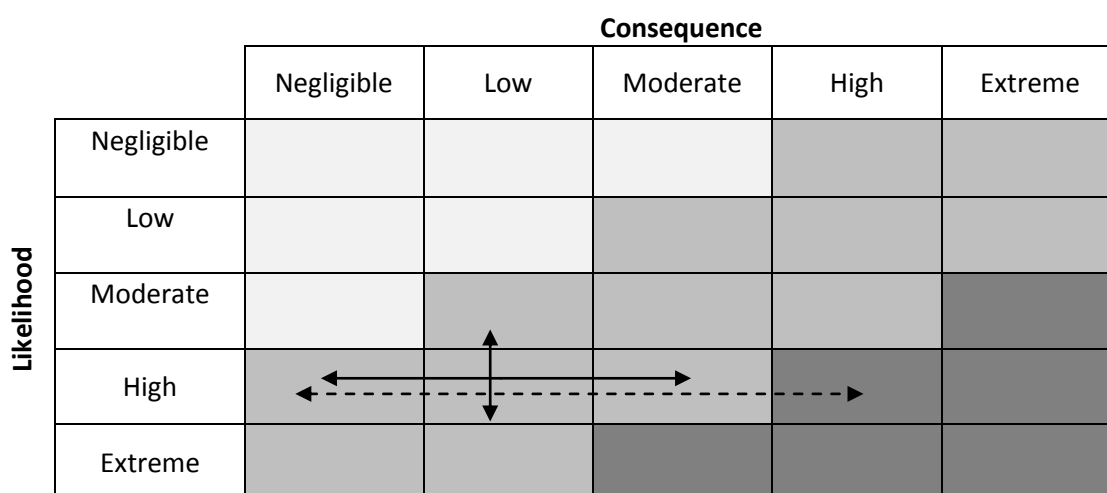 Consequence
Negligible Low Moderate High Extreme
Likelihood
Negligible
Low
Moderate
High
Extreme